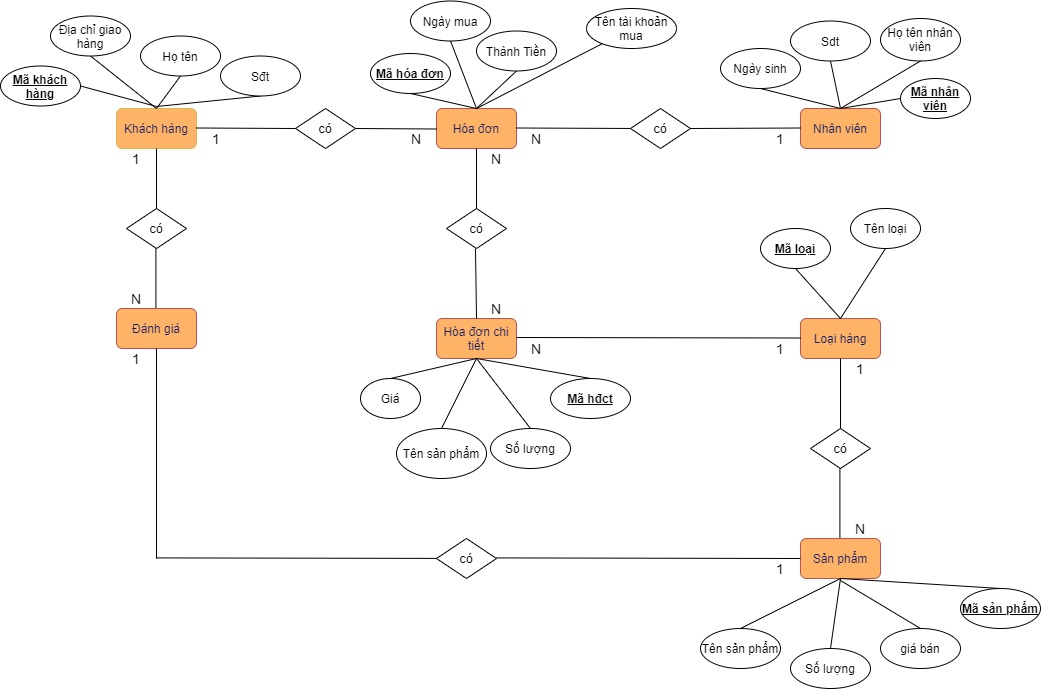 Địa chỉ giao
hàng
Họ tên
Sđt
Mã khách
hàng
Ngày mua
Thành Tiền
Tên tài khoản
mua
Mã hóa đơn
Sdt
Họ tên nhân
viên
Ngày sinh
Mã nhân
viên
Khách hàng
1
có
N
Hóa đơn
N
có
1
Nhân viên
1
N
có
có
Mã loại
Tên loại
N
Đánh giá
1
N
Hóa đơn chi
tiết
N
1
Loại hàng
1
Giá
Mã hđct
Tên sản phẩm
Số lượng
có
N
có
1
Sản phẩm
Mã sản phẩm
Tên sản phẩm
Số lượng
giá bán